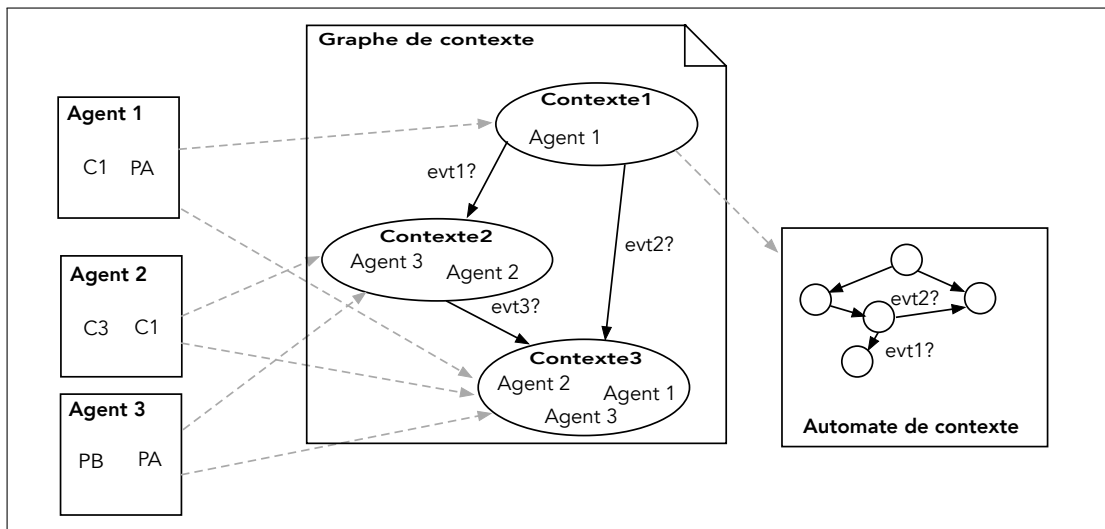 Graphe de contexte
Agent 1
C1 PA
Agent 2
C3 C1
Agent 3
PB PA
Contexte1
Agent 1
evt1?
evt2?
Contexte2
Agent 3 Agent 2
evt3?
Contexte3
Agent 2
Agent 1
Agent 3
evt2?
evt1?
Automate de contexte